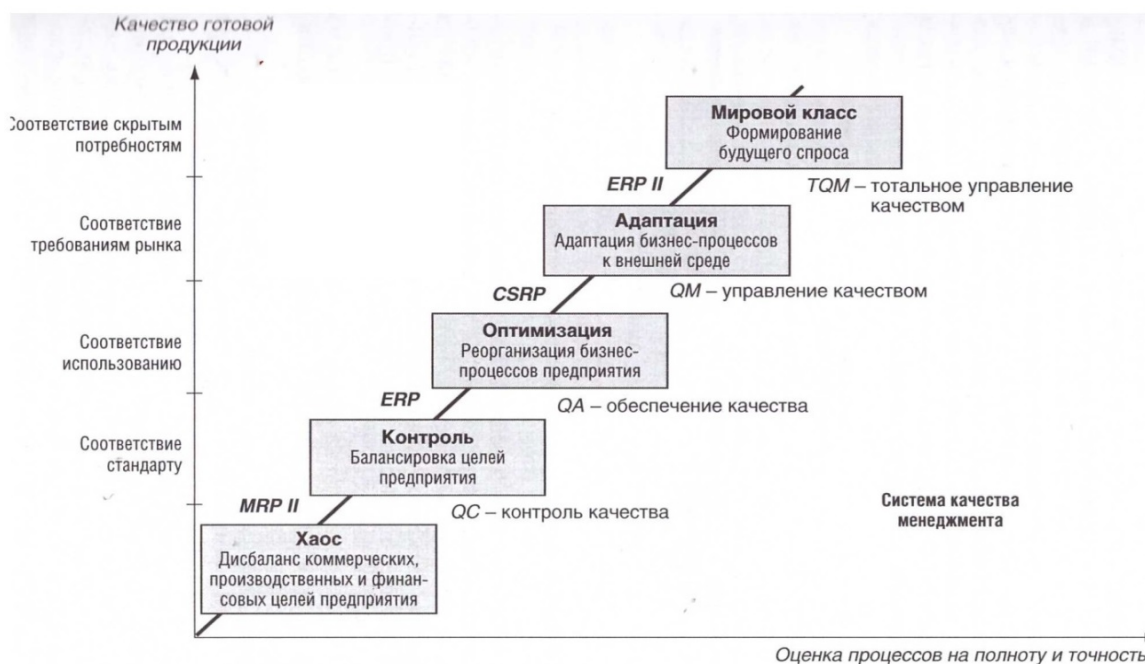 Качество готовой
продукции
Соответствие скрытым
потребностям
Мировой класс
Формирование
будущего спроса
ERP II
TQM – тотальное управление
качеством
Соответствие
требованиям рынка
Адаптация
Адаптация бизнес-процессов
к внешней среде
CSRP
QM – управление качеством
Соответствие
использованию
Оптимизация
Реорганизация бизнес-
процессов предприятия
ERP
QA – обеспечение качества
Соответствие
стандарту
Контроль
Балансировка целей
предприятия
MRP II
QC – контроль качества
Система качества
менеджмента
Хаос
Дисбаланс коммерческих,
производственных и финан-
совых целей предприятия
Оценка процессов на полноту и точность